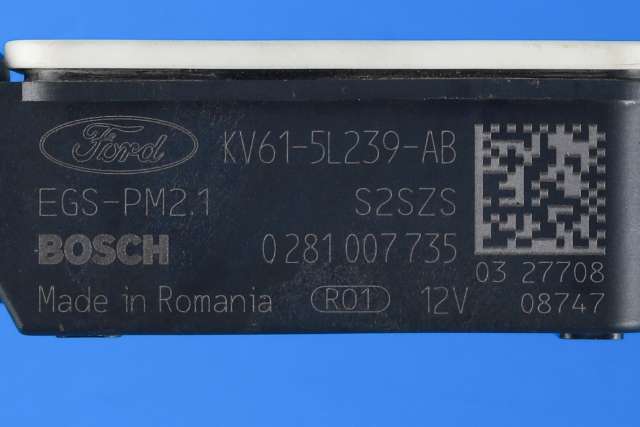 Ford KV61-5L239-AB
EGS-PM2.1 S2SZS
BOSCH 0 281 007 735
03 27708
Made in Romania R01 12V 08747